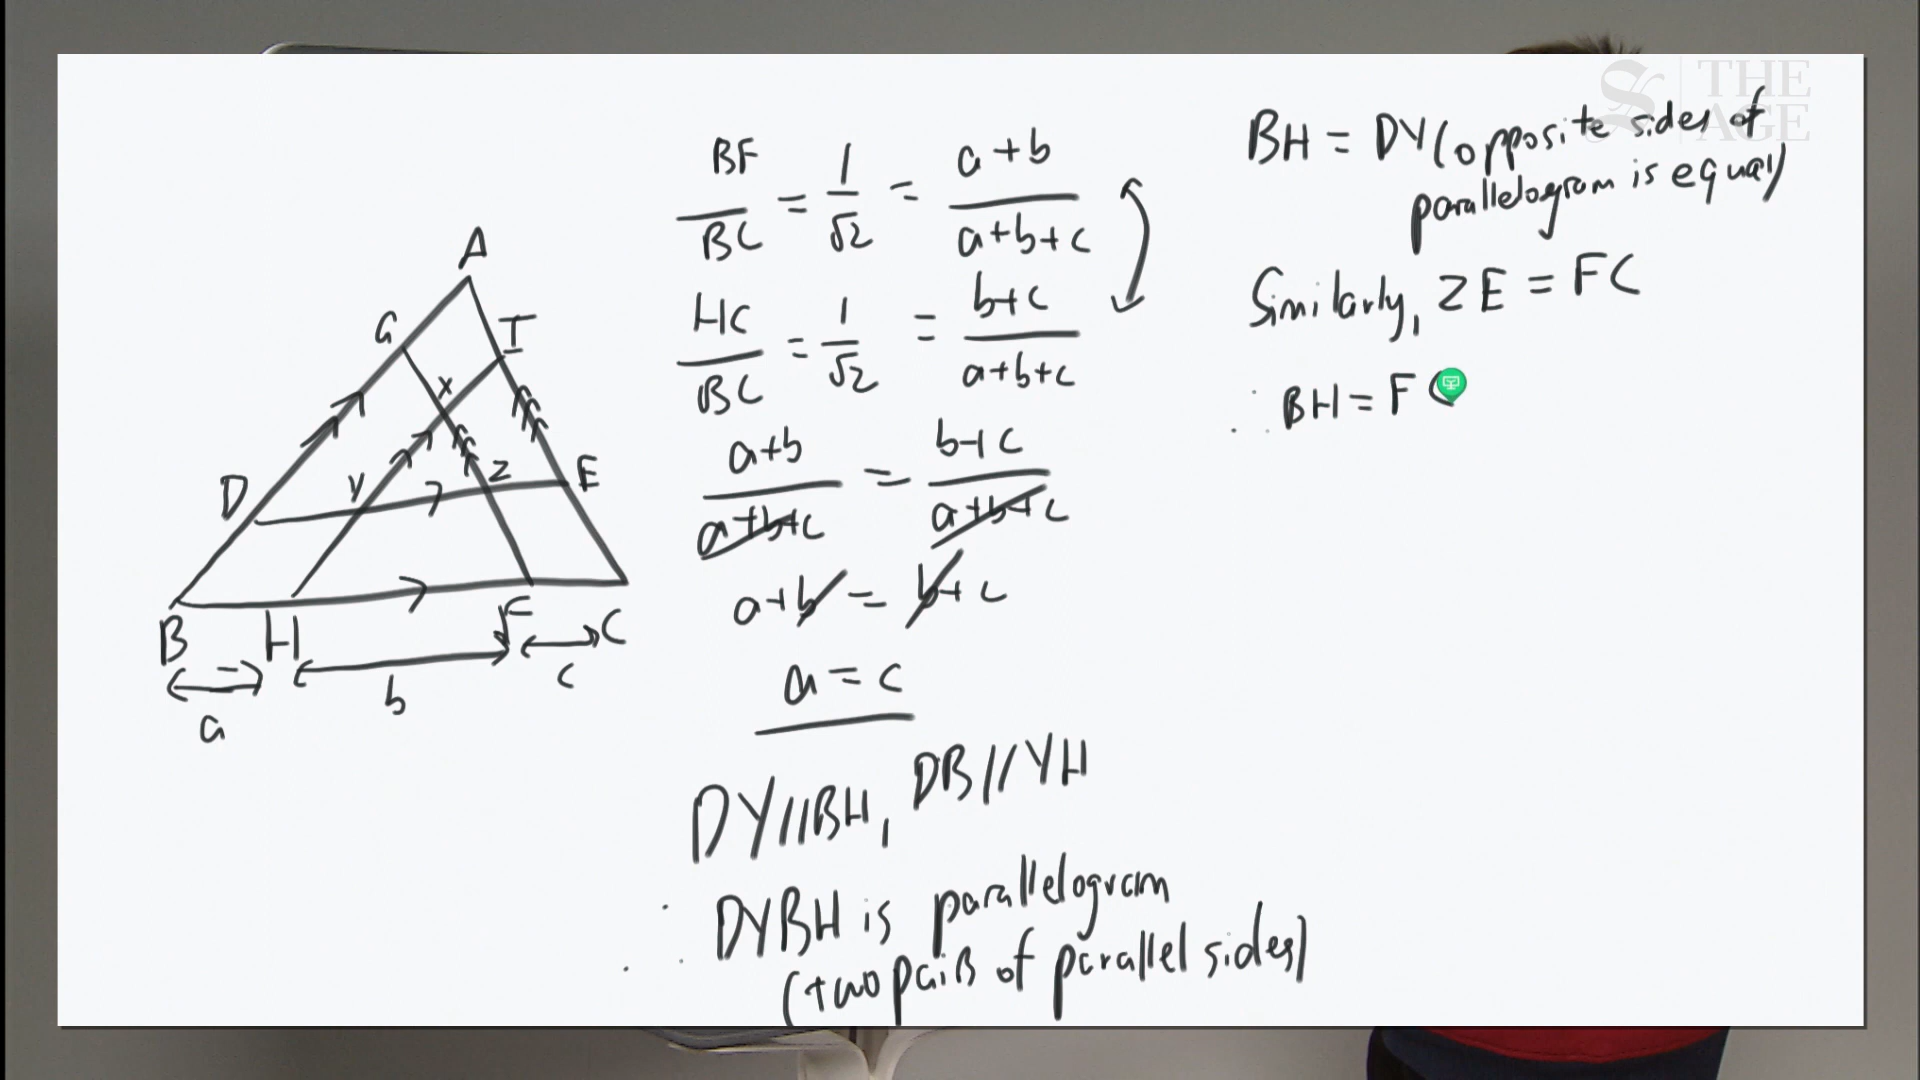 A
G
I
X
D
Y
Z
E
B
H
F
C
a
b
c
BF/BC = 1/√2 = a+b/a+b+c
HC/BC = 1/√2 = b+c/a+b+c
a+b/a+b+c = b+c/a+b+c
a+b = b+c
a = c
DY//BH, DB//YH
∴ DYBH is parallelogram
(two pairs of parallel sides)
BH = DY (opposite sides of
parallelogram is equal)
Similarly, ZE = FC
∴ BH = FC
THE
AGE